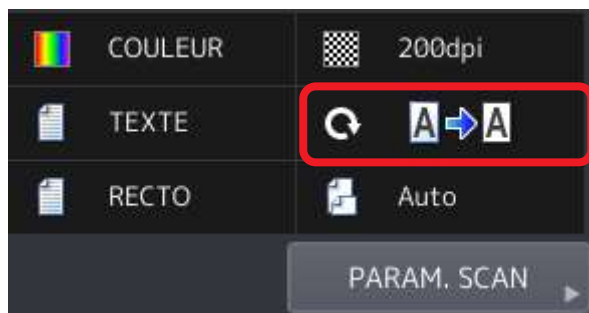 COULEUR 200dpi
TEXTE A A
RECTO Auto
PARAM. SCAN